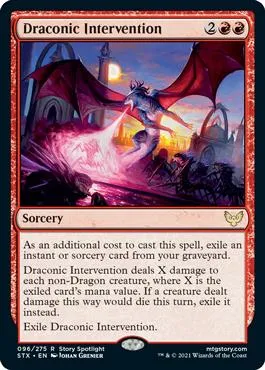 Draconic Intervention 2
Sorcery
As an additional cost to cast this spell, exile an
instant or sorcery card from your graveyard.
Draconic Intervention deals X damage to
each non-Dragon creature, where X is the
exiled card's mana value. If a creature dealt
damage this way would die this turn, exile it
instead.
Exile Draconic Intervention.
096/275 R Story Spotlight mtgstory.com
STX • EN Johan Grenier ™ & © 2021 Wizards of the Coast